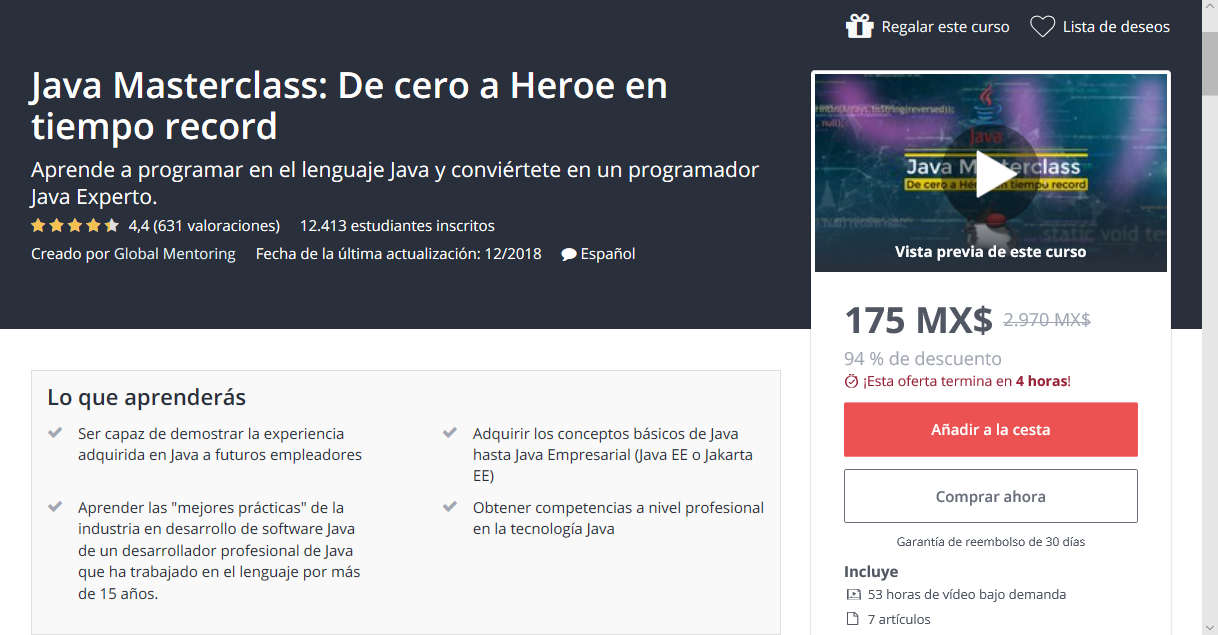 Regalar este curso
Lista de deseos
Java Masterclass: De cero a Heroe en
tiempo record
Aprende a programar en el lenguaje Java y conviértete en un programador
Java Experto.
4,4 (631 valoraciones) 12.413 estudiantes inscritos
Creado por Global Mentoring Fecha de la última actualización: 12/2018 Español
Java
Java Masterclass
De cero a Héroe en tiempo record
static void te
Vista previa de este curso
175 MX$ 2.970 MX$
94 % de descuento
¡Esta oferta termina en 4 horas!
Añadir a la cesta
Comprar ahora
Garantía de reembolso de 30 días
Incluye
53 horas de vídeo bajo demanda
7 artículos
Lo que aprenderás
Ser capaz de demostrar la experiencia
adquirida en Java a futuros empleadores
Adquirir los conceptos básicos de Java
hasta Java Empresarial (Java EE o Jakarta
EE)
Aprender las "mejores prácticas" de la
industria en desarrollo de software Java
de un desarrollador profesional de Java
que ha trabajado en el lenguaje por más
de 15 años.
Obtener competencias a nivel profesional
en la tecnología Java